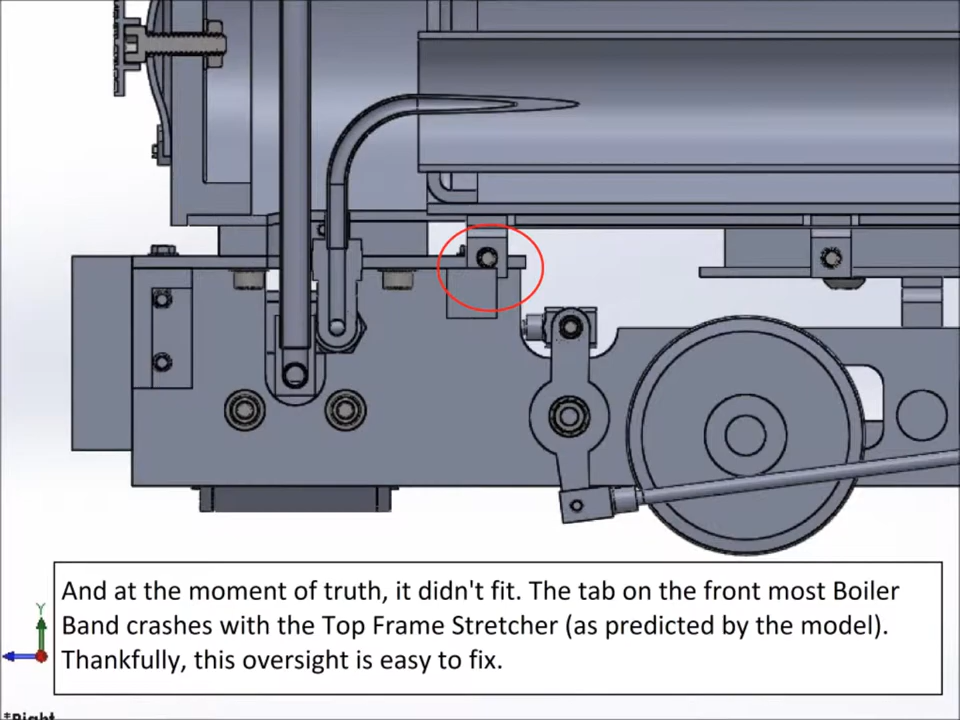 And at the moment of truth, it didn't fit. The tab on the front most Boiler
Band crashes with the Top Frame Stretcher (as predicted by the model).
Thankfully, this oversight is easy to fix.
Y
*Right